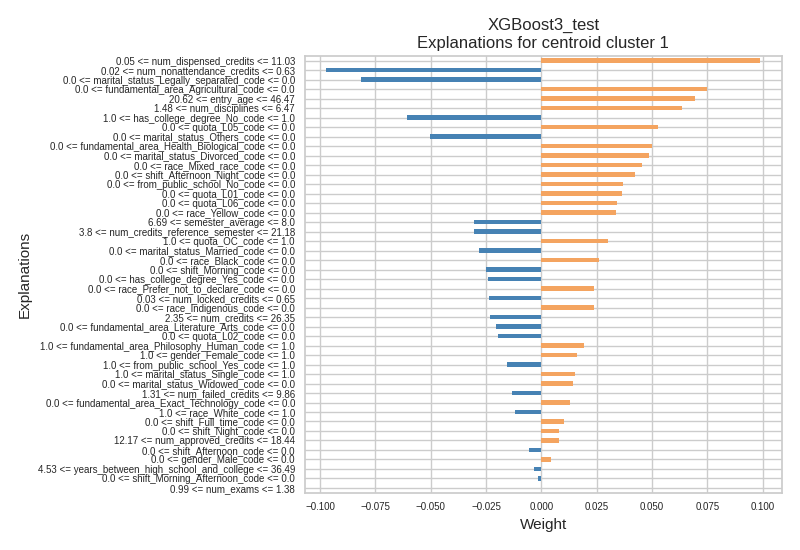 XGBoost3_test
Explanations for centroid cluster 1
0.05 <= num_dispensed_credits <= 11.03
0.02 <= num_nonattendance_credits <= 0.63
0.0 <= marital_status_Legally_separated_code <= 0.0
0.0 <= fundamental_area_Agricultural_code <= 0.0
20.62 <= entry_age <= 46.47
1.48 <= num_disciplines <= 6.47
1.0 <= has_college_degree_No_code <= 1.0
0.0 <= quota_L05_code <= 0.0
0.0 <= marital_status_Others_code <= 0.0
0.0 <= fundamental_area_Health_Biological_code <= 0.0
0.0 <= marital_status_Divorced_code <= 0.0
0.0 <= race_Mixed_race_code <= 0.0
0.0 <= shift_Afternoon_Night_code <= 0.0
0.0 <= from_public_school_No_code <= 0.0
0.0 <= quota_L01_code <= 0.0
0.0 <= quota_L06_code <= 0.0
0.0 <= race_Yellow_code <= 0.0
6.69 <= semester_average <= 8.0
3.8 <= num_credits_reference_semester <= 21.18
1.0 <= quota_OC_code <= 1.0
0.0 <= marital_status_Married_code <= 0.0
0.0 <= race_Black_code <= 0.0
0.0 <= shift_Morning_code <= 0.0
0.0 <= has_college_degree_Yes_code <= 0.0
0.0 <= race_Prefer_not_to_declare_code <= 0.0
0.03 <= num_locked_credits <= 0.65
0.0 <= race_Indigenous_code <= 0.0
2.35 <= num_credits <= 26.35
0.0 <= fundamental_area_Literature_Arts_code <= 0.0
0.0 <= quota_L02_code <= 0.0
1.0 <= fundamental_area_Philosophy_Human_code <= 1.0
1.0 <= gender_Female_code <= 1.0
1.0 <= from_public_school_Yes_code <= 1.0
1.0 <= marital_status_Single_code <= 1.0
0.0 <= marital_status_Widowed_code <= 0.0
1.31 <= num_failed_credits <= 9.86
0.0 <= fundamental_area_Exact_Technology_code <= 0.0
1.0 <= race_White_code <= 1.0
0.0 <= shift_Full_time_code <= 0.0
0.0 <= shift_Night_code <= 0.0
12.17 <= num_approved_credits <= 18.44
0.0 <= shift_Afternoon_code <= 0.0
0.0 <= gender_Male_code <= 0.0
4.53 <= years_between_high_school_and_college <= 36.49
0.0 <= shift_Morning_Afternoon_code <= 0.0
0.99 <= num_exams <= 1.38
Explanations
−0.100 −0.075 −0.050 −0.025 0.000 0.025 0.050 0.075 0.100
Weight